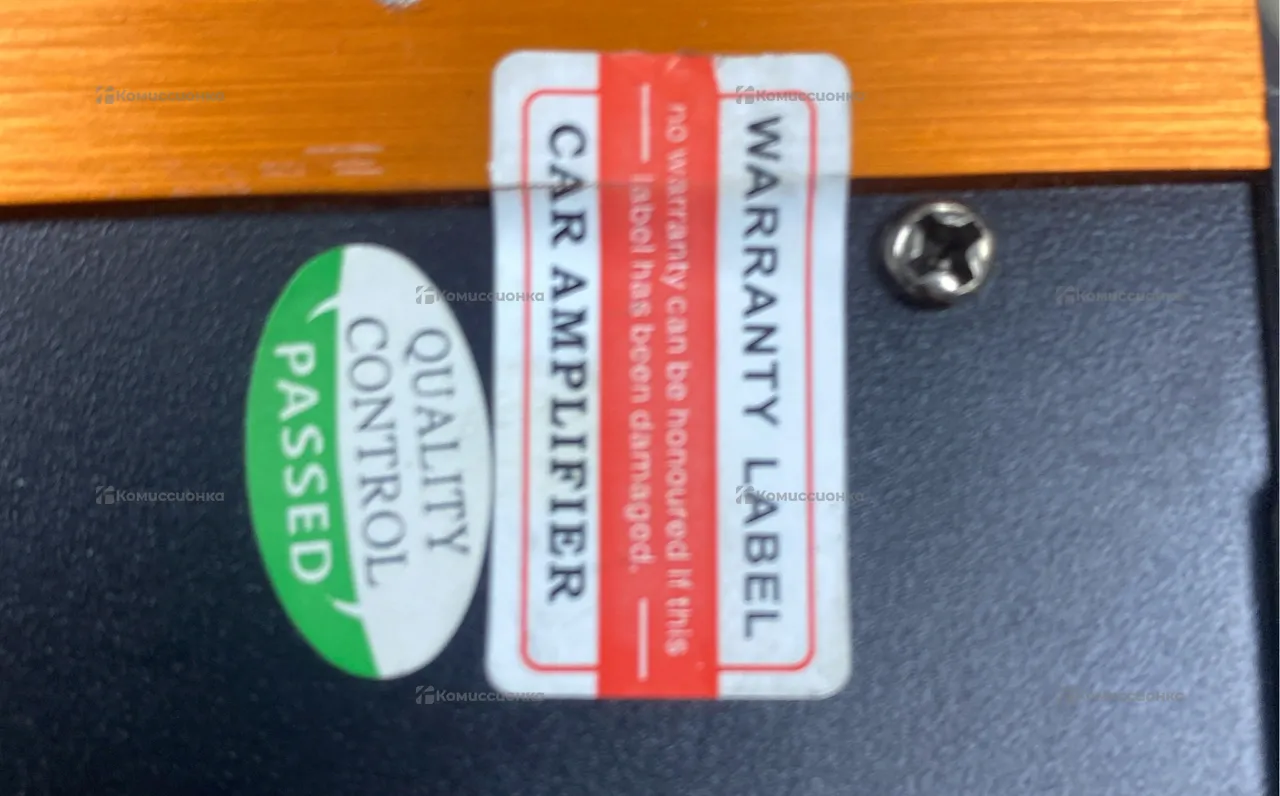 WARRANTY LABEL
no warranty can be honoured if this
label has been damaged.
CAR AMPLIFIER
QUALITY
CONTROL
PASSED
Комиссионка
Комиссионка
Комиссионка
Комиссионка
Комиссионка
Комиссионка
Комиссионка
Комиссионка